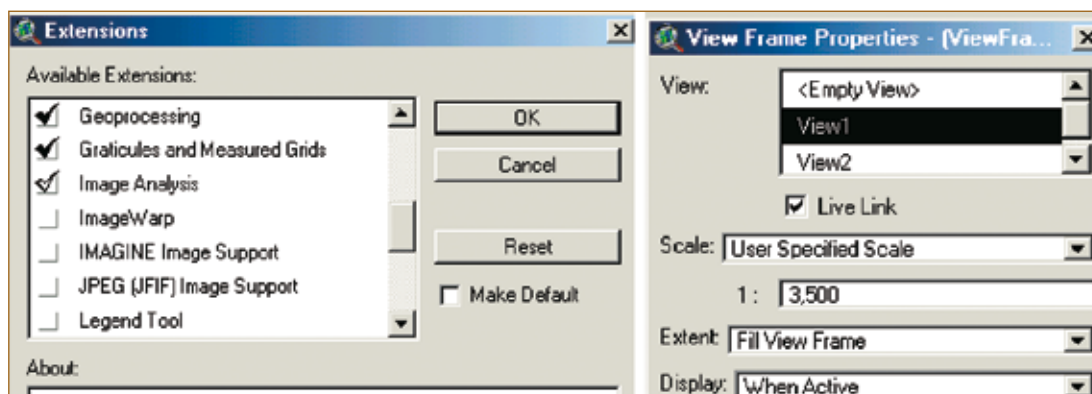 Extensions
Available Extensions:
Geoprocessing
Graticules and Measured Grids
Image Analysis
ImageWarp
IMAGINE Image Support
JPEG (JFIF) Image Support
Legend Tool
OK
Cancel
Reset
Make Default
About:
View Frame Properties - (ViewFra...
View:
<Empty View>
View1
View2
Live Link
Scale: User Specified Scale
1 : 3,500
Extent: Fill View Frame
Display: When Active